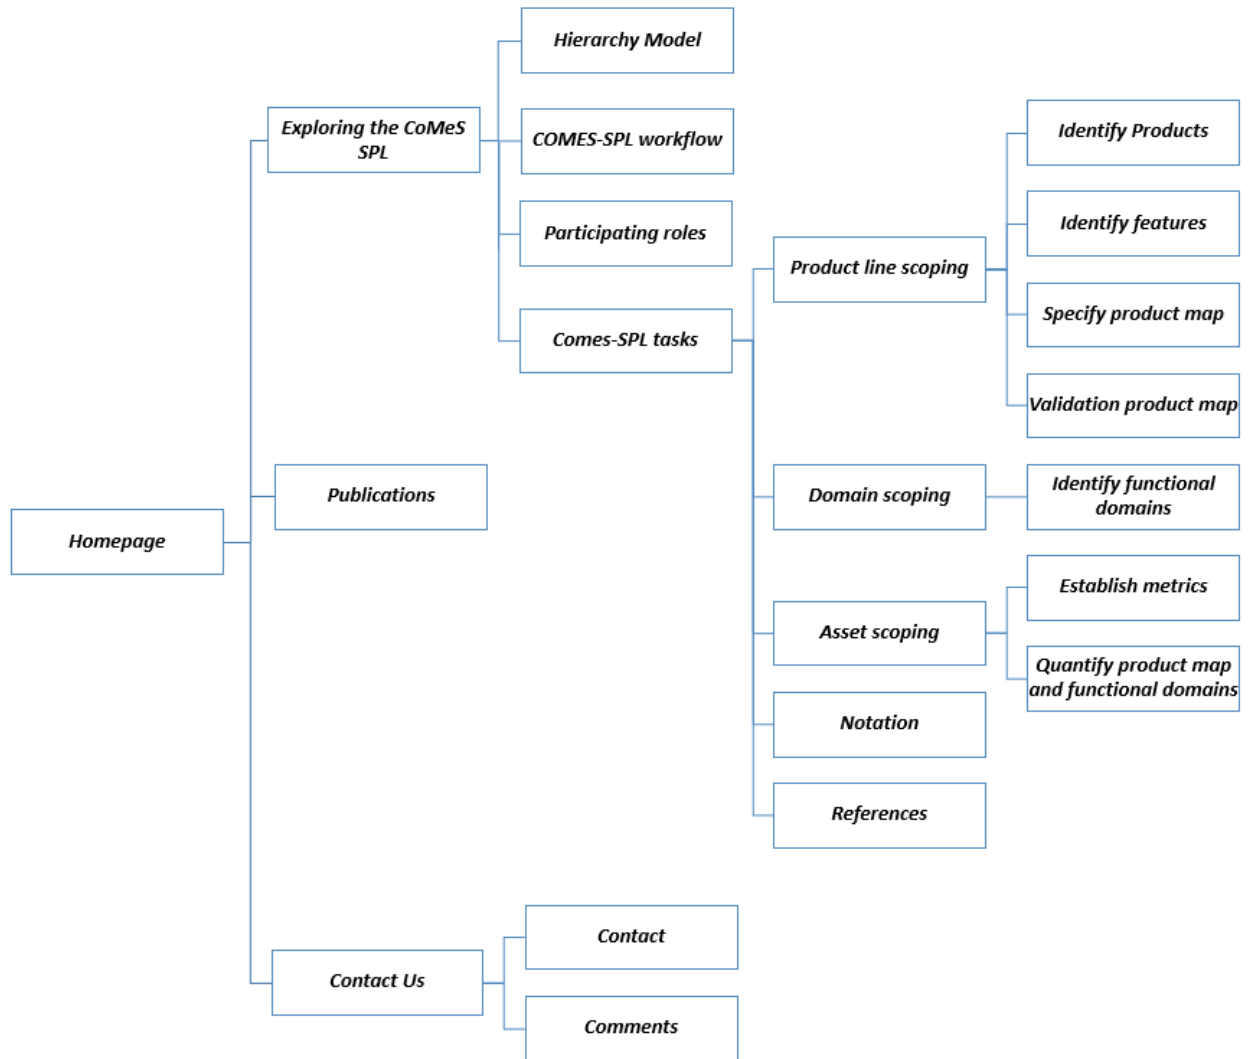 Hierarchy Model
Exploring the CoMeS
SPL
COMES-SPL workflow
Identify Products
Participating roles
Identify features
Product line scoping
Specify product map
Comes-SPL tasks
Validation product map
Publications
Domain scoping
Identify functional
domains
Homepage
Establish metrics
Asset scoping
Quantify product map
and functional domains
Notation
References
Contact
Contact Us
Comments